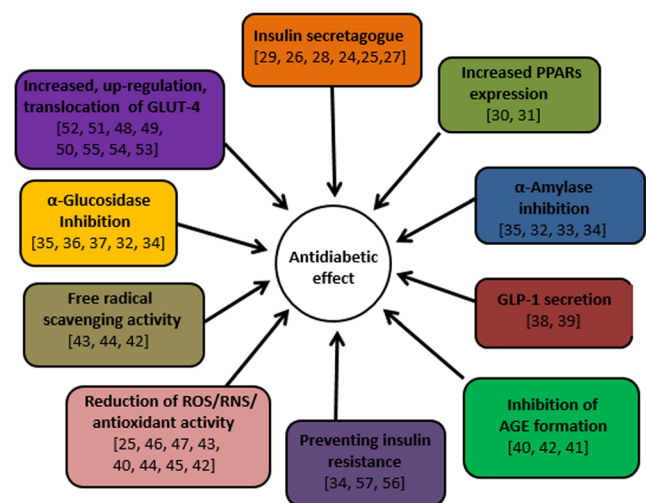 Insulin secretagogue
[29, 26, 28, 24,25,27]
Increased PPARs
expression
[30, 31]
α-Amylase
inhibition
[35, 32, 33, 34]
GLP-1 secretion
[38, 39]
Inhibition of
AGE formation
[40, 42, 41]
Preventing insulin
resistance
[34, 57, 56]
Reduction of ROS/RNS/
antioxidant activity
[25, 46, 47, 43,
40, 44, 45, 42]
Free radical
scavenging activity
[43, 44, 42]
α-Glucosidase
Inhibition
[35, 36, 37, 32, 34]
Increased, up-regulation,
translocation of GLUT-4
[52, 51, 48, 49,
50, 55, 54, 53]
Antidiabetic
effect